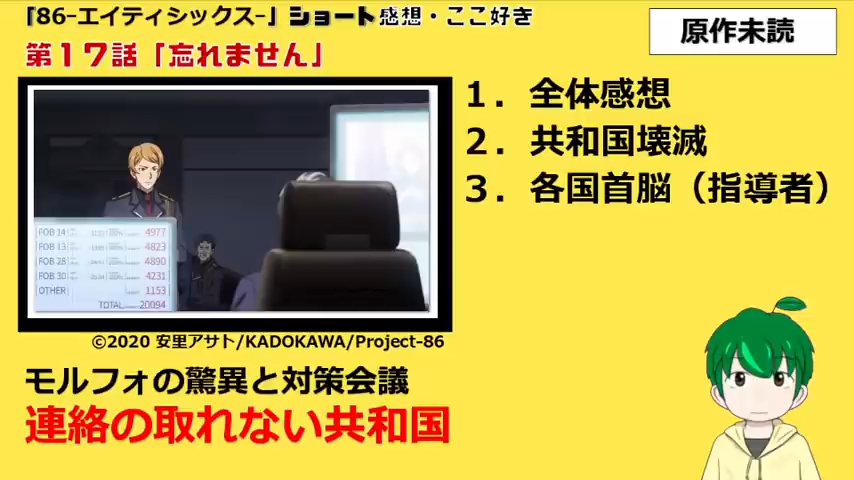 『86-エイティシックス-』ショート感想・ここ好き
原作未読
第１７話「忘れません」
１．全体感想
２．共和国壊滅
３．各国首脳（指導者）
FOB 14 4977
FOB 13 4823
FOB 28 4890
FOB 30 4231
OTHER 1153
TOTAL 20094
©2020 安里アサト/KADOKAWA/Project-86
モルフォの驚異と対策会議
連絡の取れない共和国